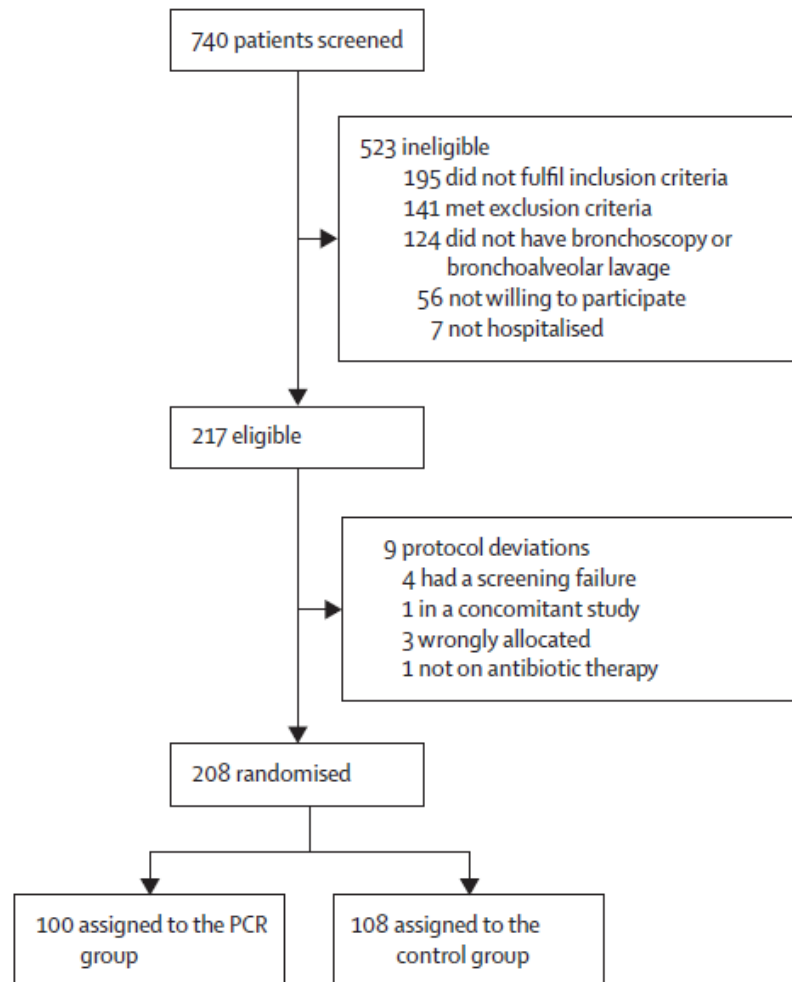 740 patients screened
523 ineligible
195 did not fulfil inclusion criteria
141 met exclusion criteria
124 did not have bronchoscopy or
bronchoalveolar lavage
56 not willing to participate
7 not hospitalised
217 eligible
9 protocol deviations
4 had a screening failure
1 in a concomitant study
3 wrongly allocated
1 not on antibiotic therapy
208 randomised
100 assigned to the PCR
group
108 assigned to the
control group